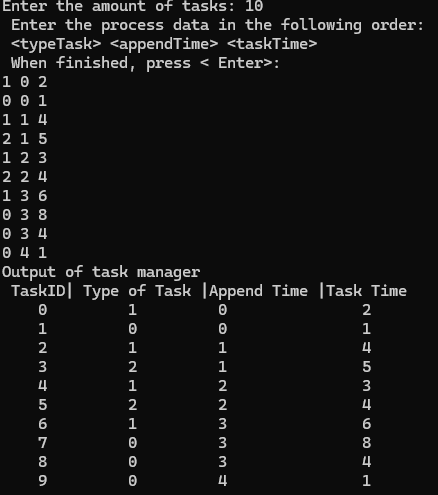 Enter the amount of tasks: 10
Enter the process data in the following order:
<typeTask> <appendTime> <taskTime>
When finished, press < Enter>:
1 0 2
0 0 1
1 1 4
2 1 5
1 2 3
2 2 4
1 3 6
0 3 8
0 3 4
0 4 1
Output of task manager
TaskID| Type of Task |Append Time |Task Time
0 1 0 2
1 0 0 1
2 1 1 4
3 2 1 5
4 1 2 3
5 2 2 4
6 1 3 6
7 0 3 8
8 0 3 4
9 0 4 1